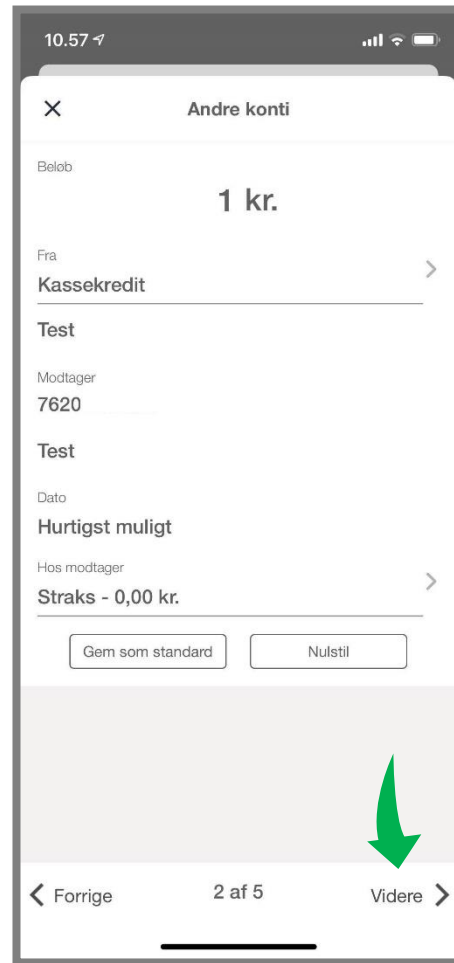 10.57
Andre konti
Beløb
1 kr.
Fra
Kassekredit
Test
Modtager
7620
Test
Dato
Hurtigst muligt
Hos modtager
Straks - 0,00 kr.
Gem som standard Nulstil
Forrige 2 af 5 Videre